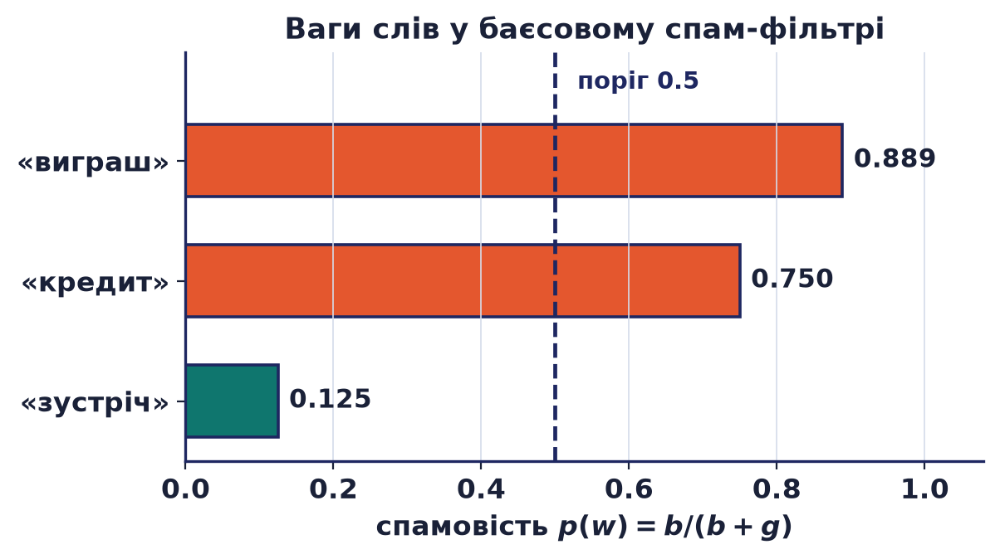 Ваги слів у баєсовому спам-фільтрі
поріг 0.5
«виграш» 0.889
«кредит» 0.750
«зустріч» 0.125
0.0 0.2 0.4 0.6 0.8 1.0
спамовість p(w) = b/(b + g)